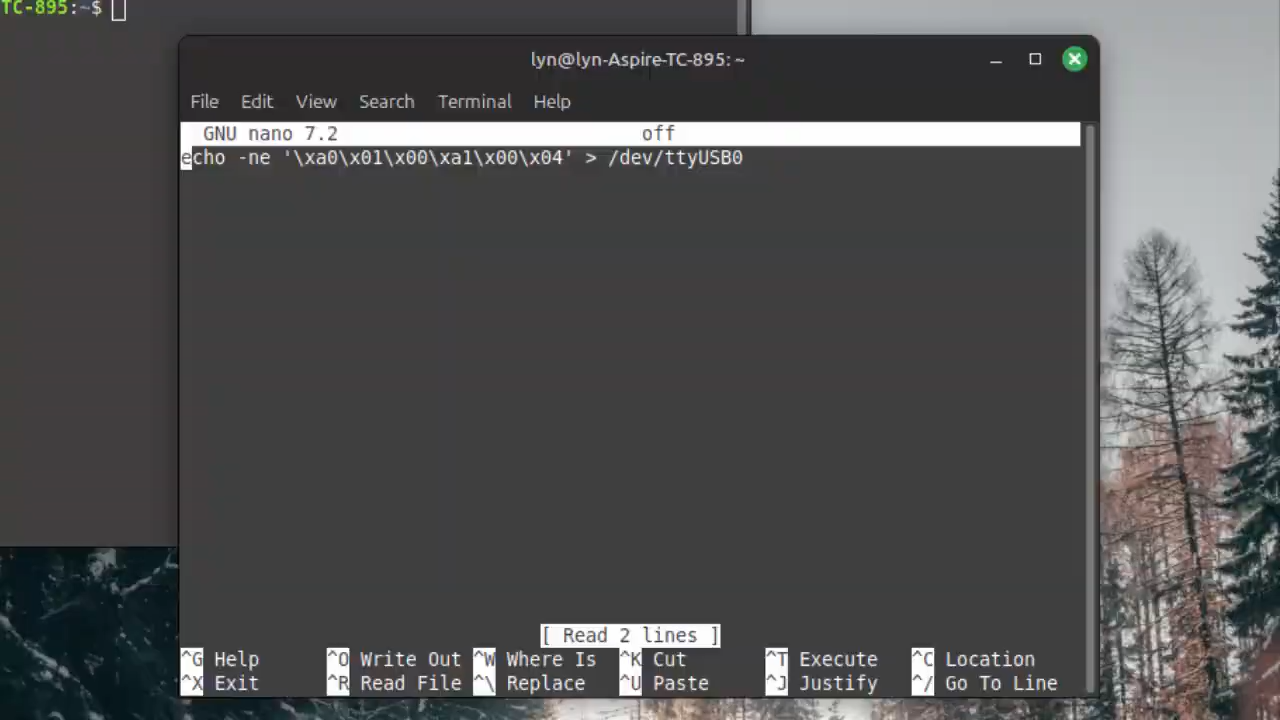 TC-895:~$
lyn@lyn-Aspire-TC-895: ~
File Edit View Search Terminal Help
GNU nano 7.2 off
echo -ne '\xa0\x01\x00\xa1\x00\x04' > /dev/ttyUSB0
[ Read 2 lines ]
^G Help ^O Write Out ^W Where Is ^K Cut ^T Execute ^C Location
^X Exit ^R Read File ^\ Replace ^U Paste ^J Justify ^/ Go To Line